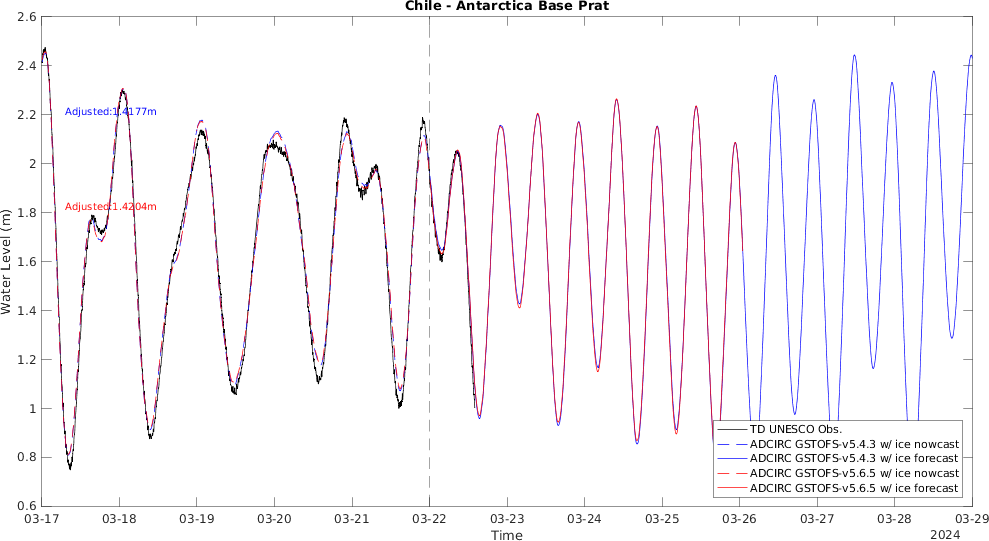 Chile - Antarctica Base Prat
2.6
2.4
2.2
2
1.8
1.6
1.4
1.2
1
0.8
0.6
Water Level (m)
Adjusted:1.4177m
Adjusted:1.4204m
TD UNESCO Obs.
ADCIRC GSTOFS-v5.4.3 w/ ice nowcast
ADCIRC GSTOFS-v5.4.3 w/ ice forecast
ADCIRC GSTOFS-v5.6.5 w/ ice nowcast
ADCIRC GSTOFS-v5.6.5 w/ ice forecast
03-17 03-18 03-19 03-20 03-21 03-22 03-23 03-24 03-25 03-26 03-27 03-28 03-29
Time
2024